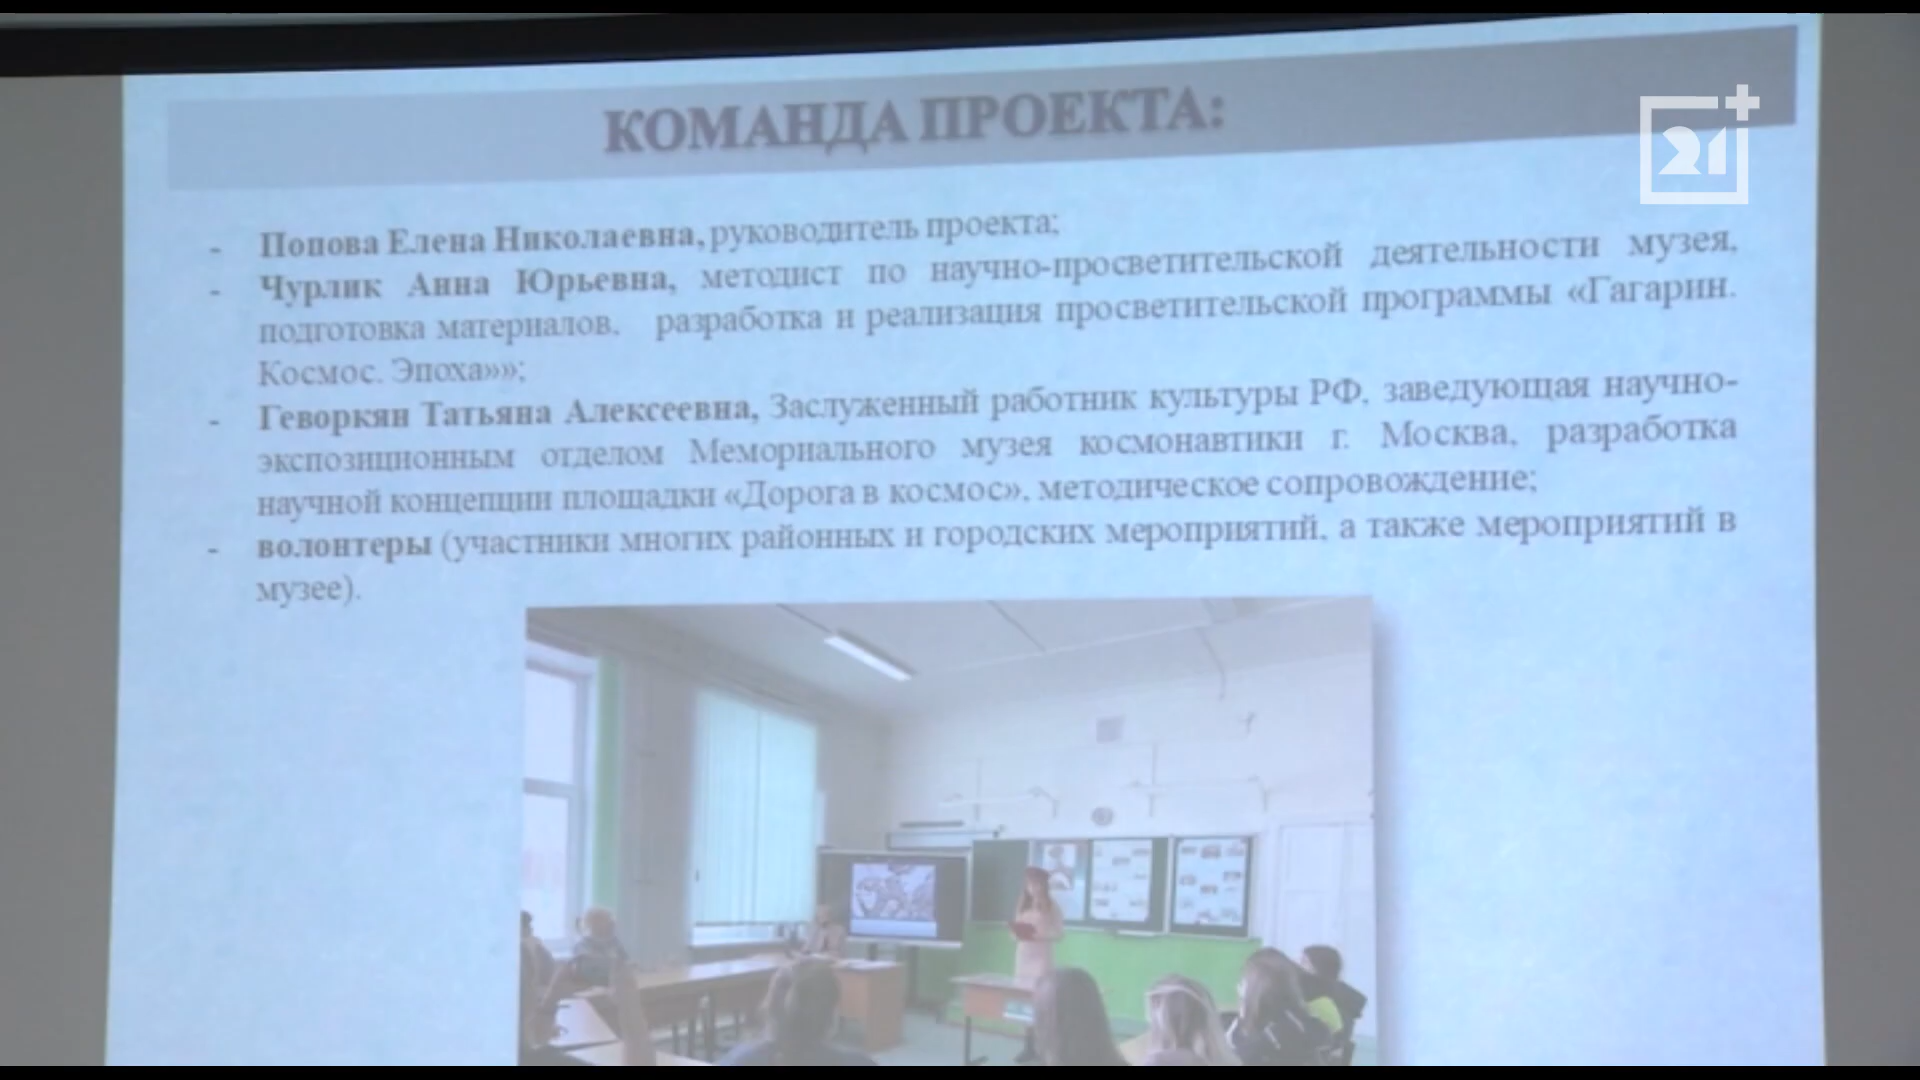 КОМАНДА ПРОЕКТА:
21+
- Попова Елена Николаевна, руководитель проекта;
- Чурлик Анна Юрьевна, методист по научно-просветительской деятельности музея,
подготовка материалов, разработка и реализация просветительской программы «Гагарин.
Космос. Эпоха»»;
- Геворкян Татьяна Алексеевна, Заслуженный работник культуры РФ, заведующая научно-
экспозиционным отделом Мемориального музея космонавтики г. Москва, разработка
научной концепции площадки «Дорога в космос», методическое сопровождение;
- волонтеры (участники многих районных и городских мероприятий, а также мероприятий в
музее).